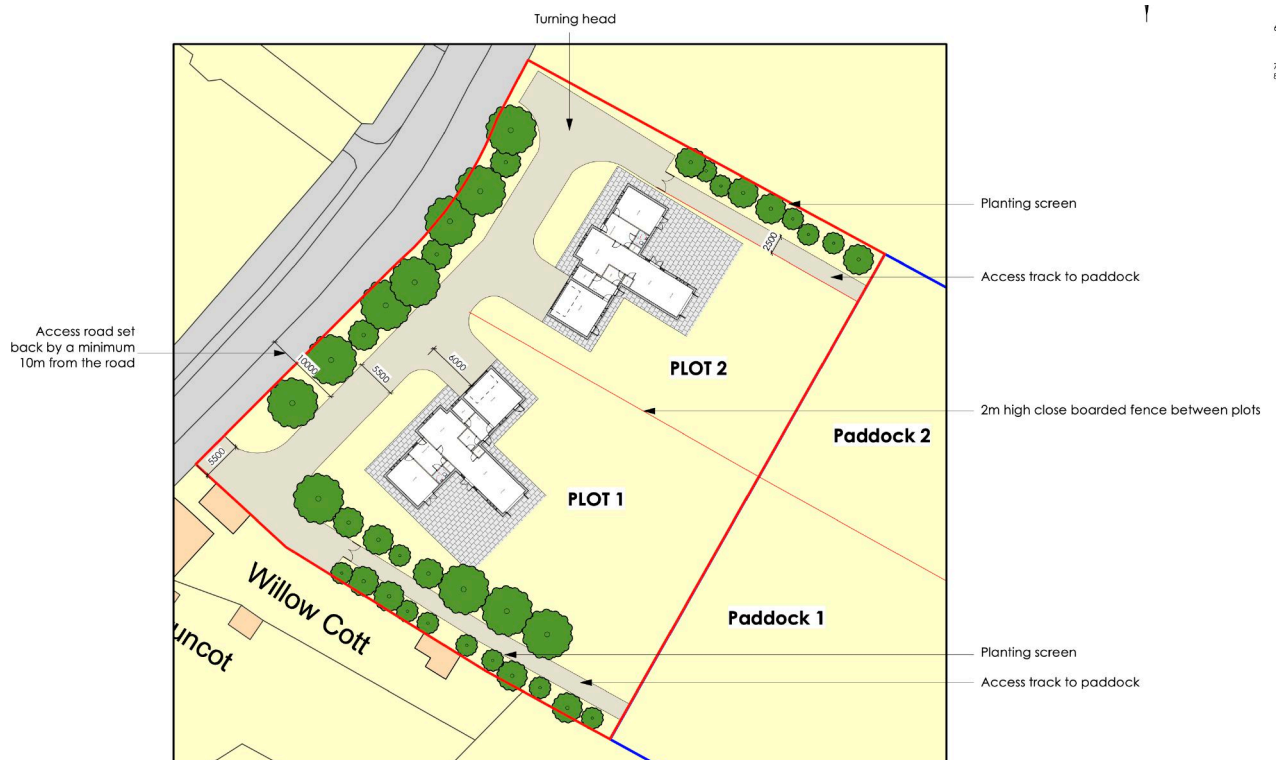 Turning head
Planting screen
2500
Access track to paddock
Access road set
back by a minimum
10m from the road
10000
5500
6000
PLOT 2
2m high close boarded fence between plots
Paddock 2
5500
PLOT 1
Willow Cott
uncot
Paddock 1
Planting screen
Access track to paddock